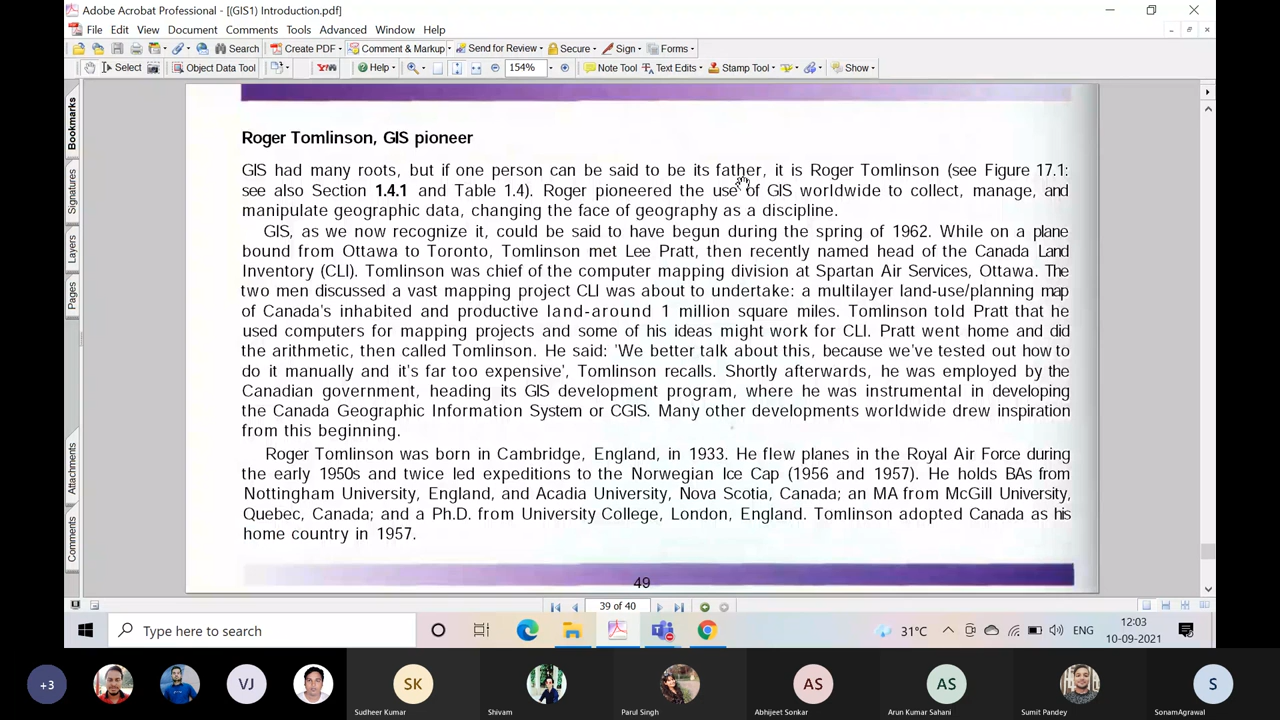 Adobe Acrobat Professional - [(GIS1) Introduction.pdf]
File Edit View Document Comments Tools Advanced Window Help
Search Create PDF Comment & Markup Send for Review Secure Sign Forms
Select Object Data Tool Y!! Help 154% Note Tool Text Edits Stamp Tool Show
Bookmarks
Signatures
Layers
Pages
Attachments
Comments
Roger Tomlinson, GIS pioneer
GIS had many roots, but if one person can be said to be its father, it is Roger Tomlinson (see Figure 17.1:
see also Section 1.4.1 and Table 1.4). Roger pioneered the use of GIS worldwide to collect, manage, and
manipulate geographic data, changing the face of geography as a discipline.
GIS, as we now recognize it, could be said to have begun during the spring of 1962. While on a plane
bound from Ottawa to Toronto, Tomlinson met Lee Pratt, then recently named head of the Canada Land
Inventory (CLI). Tomlinson was chief of the computer mapping division at Spartan Air Services, Ottawa. The
two men discussed a vast mapping project CLI was about to undertake: a multilayer land-use/planning map
of Canada's inhabited and productive land-around 1 million square miles. Tomlinson told Pratt that he
used computers for mapping projects and some of his ideas might work for CLI. Pratt went home and did
the arithmetic, then called Tomlinson. He said: 'We better talk about this, because we've tested out how to
do it manually and it's far too expensive', Tomlinson recalls. Shortly afterwards, he was employed by the
Canadian government, heading its GIS development program, where he was instrumental in developing
the Canada Geographic Information System or CGIS. Many other developments worldwide drew inspiration
from this beginning.
Roger Tomlinson was born in Cambridge, England, in 1933. He flew planes in the Royal Air Force during
the early 1950s and twice led expeditions to the Norwegian Ice Cap (1956 and 1957). He holds BAs from
Nottingham University, England, and Acadia University, Nova Scotia, Canada; an MA from McGill University,
Quebec, Canada; and a Ph.D. from University College, London, England. Tomlinson adopted Canada as his
home country in 1957.
49
39 of 40
Type here to search
31°C ENG
12:03
10-09-2021
+3 VJ SK AS AS S
Sudheer Kumar Shivam Parul Singh Abhijeet Sonkar Arun Kumar Sahani Sumit Pandey SonamAgrawal